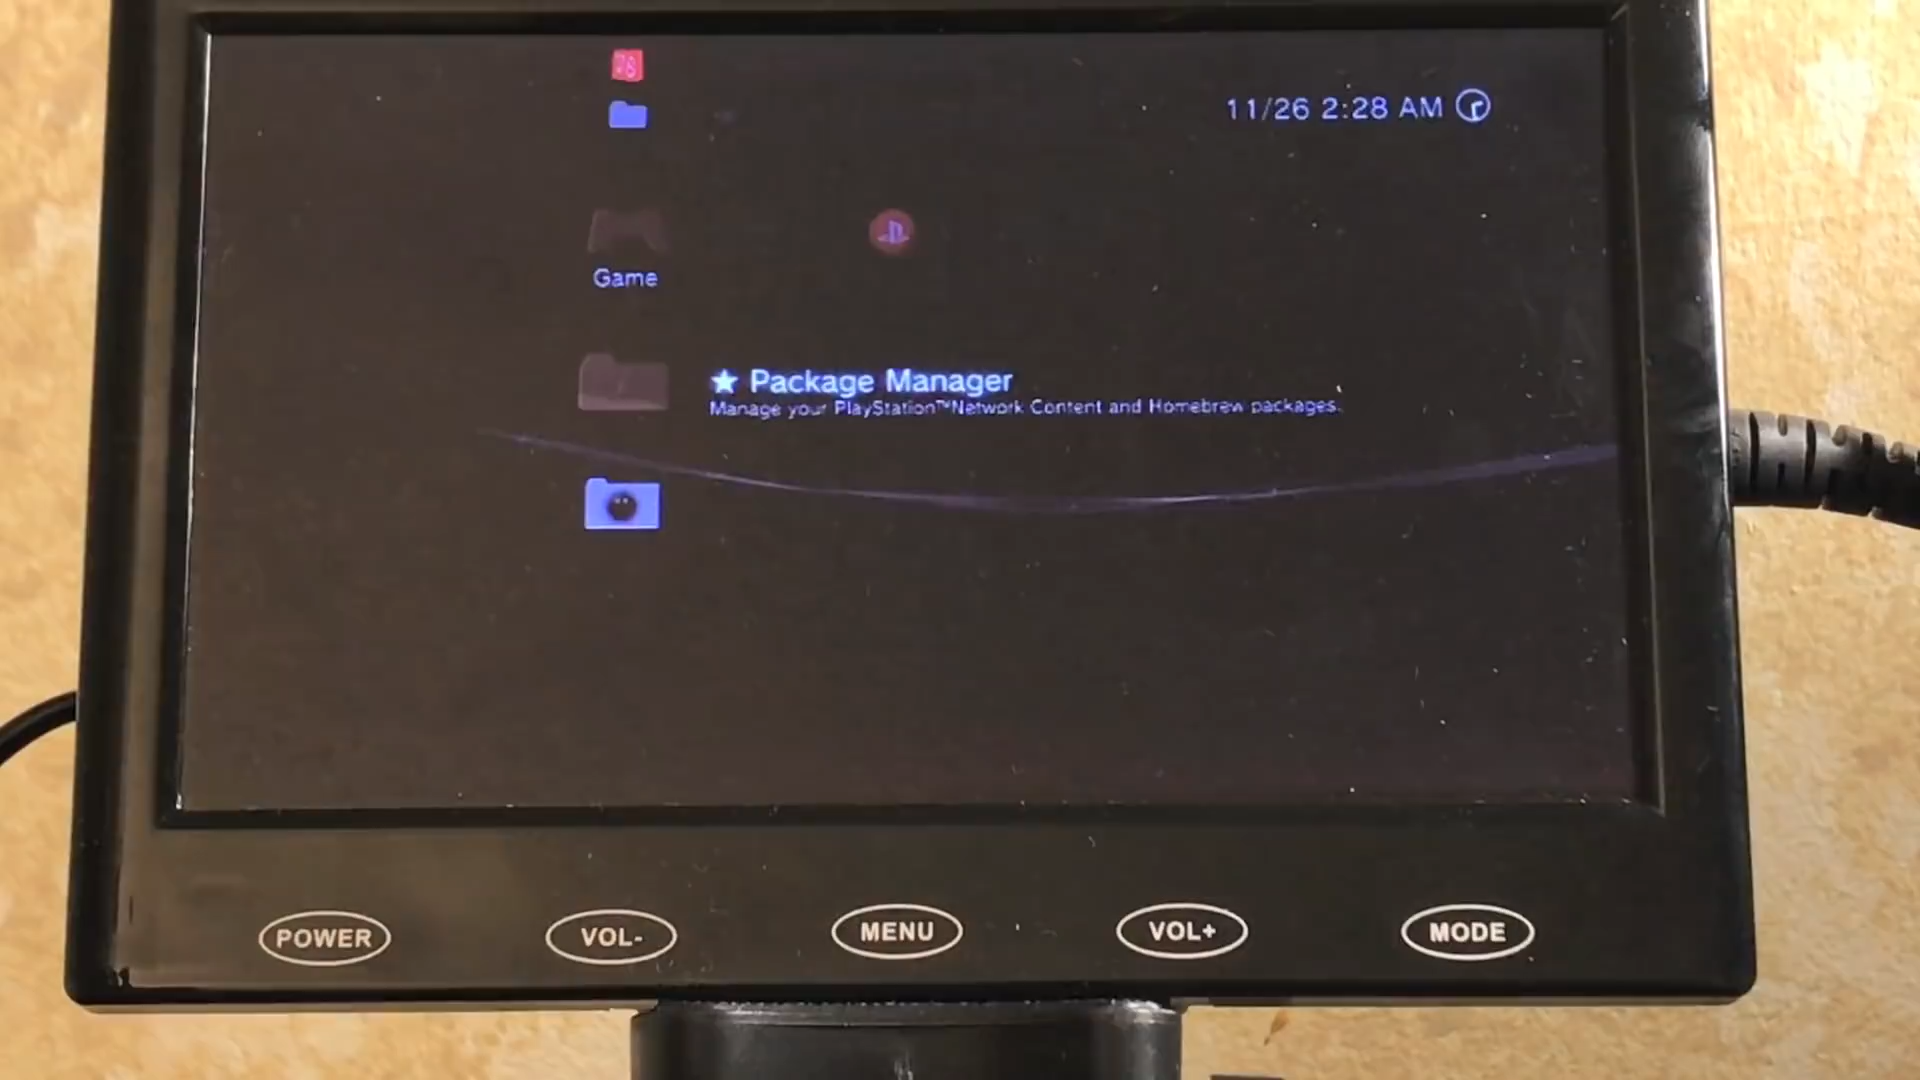 11/26 2:28 AM
Game
★ Package Manager
Manage your PlayStation™Network Content and Homebrew packages.
POWER
VOL-
MENU
VOL+
MODE